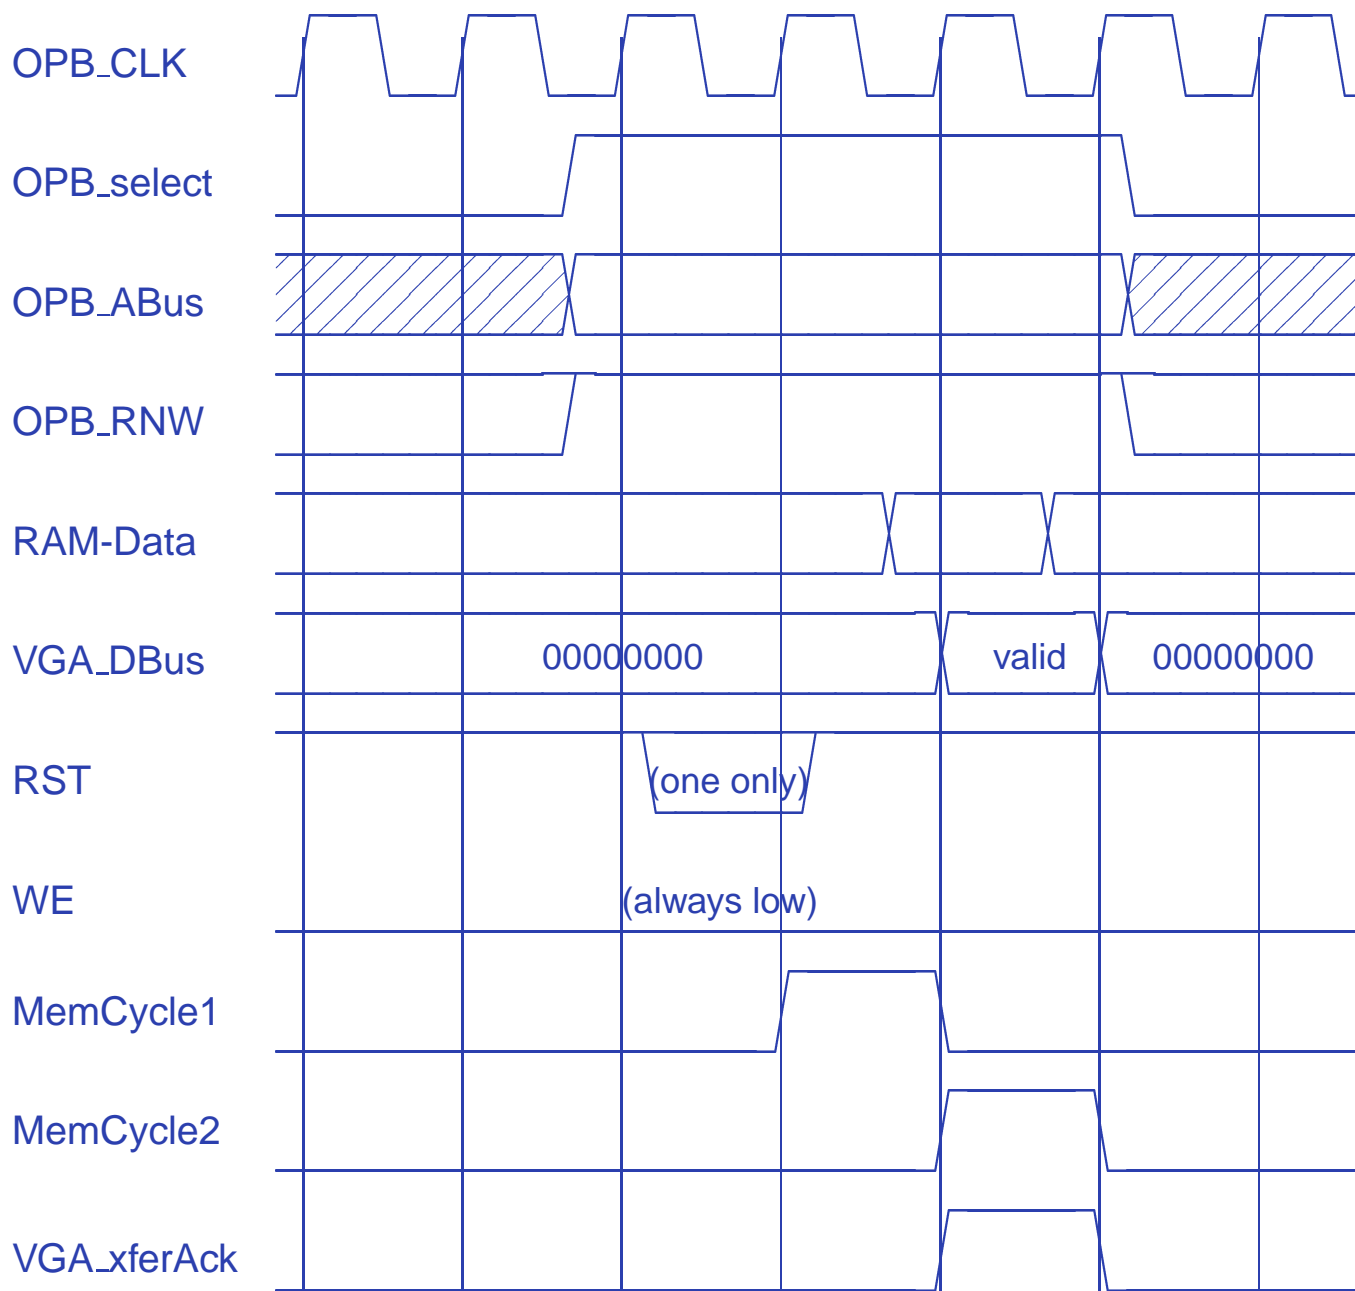 OPB_CLK
OPB_select
OPB_ABus
OPB_RNW
RAM-Data
VGA_DBus 00000000 valid 00000000
RST (one only)
WE (always low)
MemCycle1
MemCycle2
VGA_xferAck